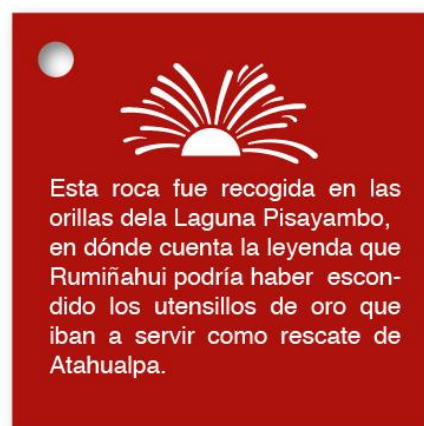 Esta roca fue recogida en las
orillas dela Laguna Pisayambo,
en dónde cuenta la leyenda que
Rumiñahui podría haber escon-
dido los utensillos de oro que
iban a servir como rescate de
Atahualpa.